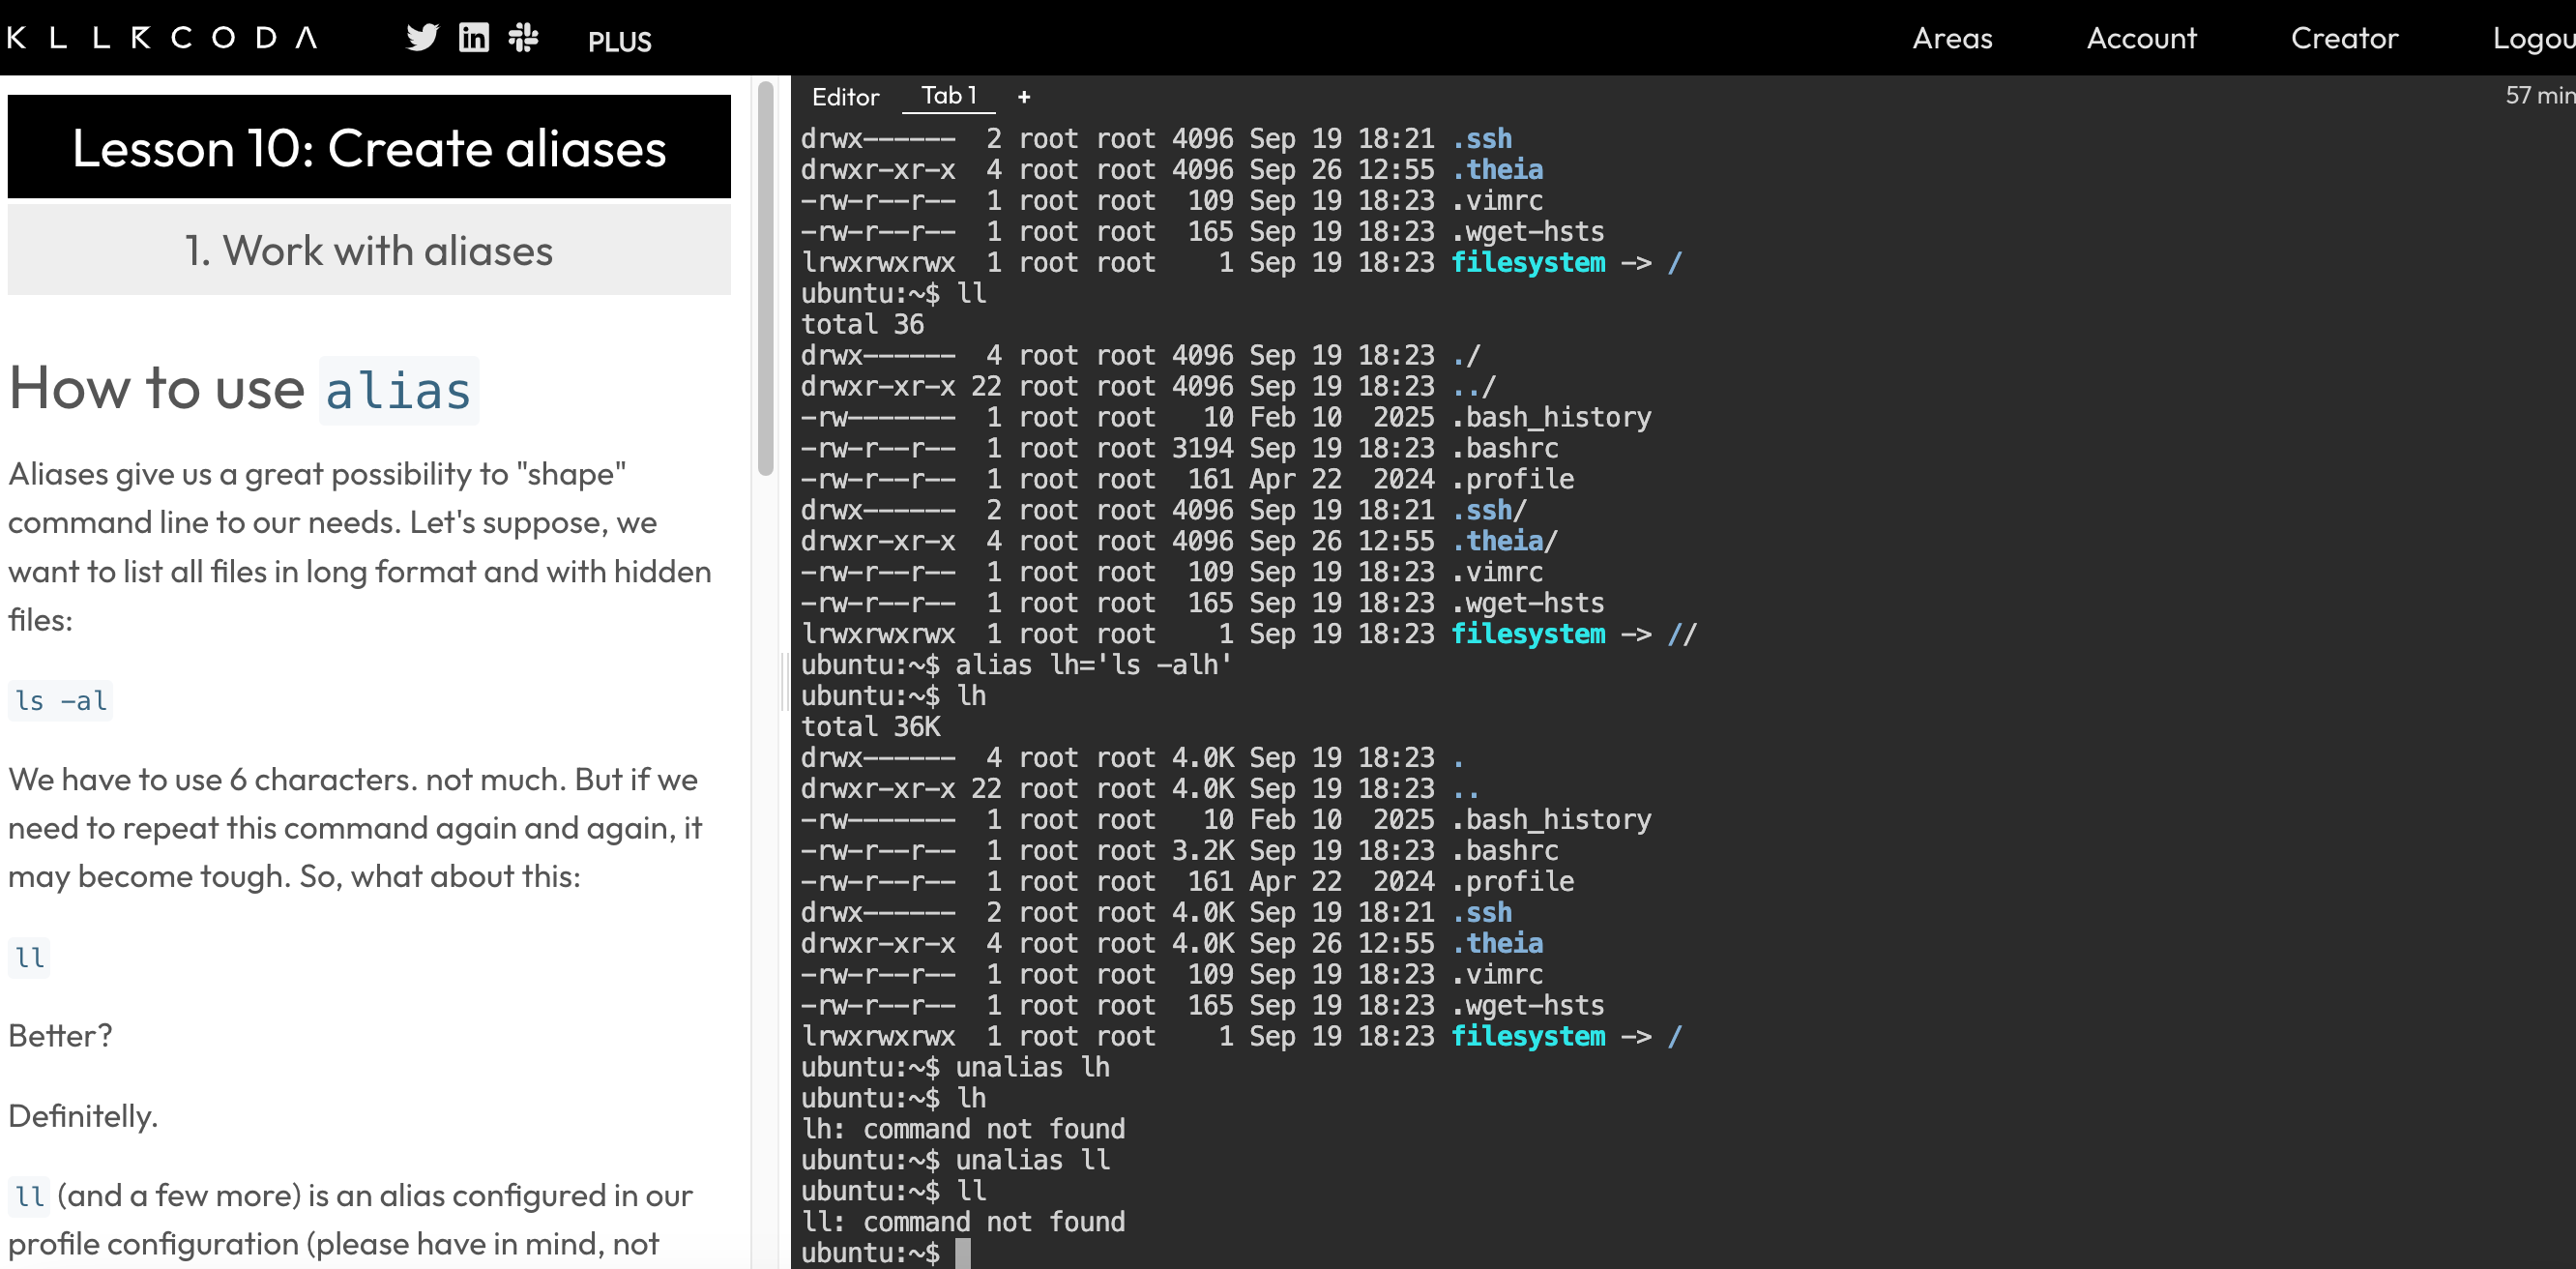 KILLERCODA
PLUS
Areas
Account
Creator
Logou
Lesson 10: Create aliases
1. Work with aliases
How to use alias
Aliases give us a great possibility to "shape"
command line to our needs. Let's suppose, we
want to list all files in long format and with hidden
files:
ls -al
We have to use 6 characters. not much. But if we
need to repeat this command again and again, it
may become tough. So, what about this:
ll
Better?
Definitelly.
ll (and a few more) is an alias configured in our
profile configuration (please have in mind, not
Editor Tab 1 +
57 min
drwx------  2 root root 4096 Sep 19 18:21 .ssh
drwxr-xr-x  4 root root 4096 Sep 26 12:55 .theia
-rw-r--r--  1 root root  109 Sep 19 18:23 .vimrc
-rw-r--r--  1 root root  165 Sep 19 18:23 .wget-hsts
lrwxrwxrwx  1 root root    1 Sep 19 18:23 filesystem -> /
ubuntu:~$ ll
total 36
drwx------  4 root root 4096 Sep 19 18:23 ./
drwxr-xr-x 22 root root 4096 Sep 19 18:23 ../
-rw-------  1 root root   10 Feb 10  2025 .bash_history
-rw-r--r--  1 root root 3194 Sep 19 18:23 .bashrc
-rw-r--r--  1 root root  161 Apr 22  2024 .profile
drwx------  2 root root 4096 Sep 19 18:21 .ssh/
drwxr-xr-x  4 root root 4096 Sep 26 12:55 .theia/
-rw-r--r--  1 root root  109 Sep 19 18:23 .vimrc
-rw-r--r--  1 root root  165 Sep 19 18:23 .wget-hsts
lrwxrwxrwx  1 root root    1 Sep 19 18:23 filesystem -> //
ubuntu:~$ alias lh='ls -alh'
ubuntu:~$ lh
total 36K
drwx------  4 root root 4.0K Sep 19 18:23 .
drwxr-xr-x 22 root root 4.0K Sep 19 18:23 ..
-rw-------  1 root root   10 Feb 10  2025 .bash_history
-rw-r--r--  1 root root 3.2K Sep 19 18:23 .bashrc
-rw-r--r--  1 root root  161 Apr 22  2024 .profile
drwx------  2 root root 4.0K Sep 19 18:21 .ssh
drwxr-xr-x  4 root root 4.0K Sep 26 12:55 .theia
-rw-r--r--  1 root root  109 Sep 19 18:23 .vimrc
-rw-r--r--  1 root root  165 Sep 19 18:23 .wget-hsts
lrwxrwxrwx  1 root root    1 Sep 19 18:23 filesystem -> /
ubuntu:~$ unalias lh
ubuntu:~$ lh
lh: command not found
ubuntu:~$ unalias ll
ubuntu:~$ ll
ll: command not found
ubuntu:~$